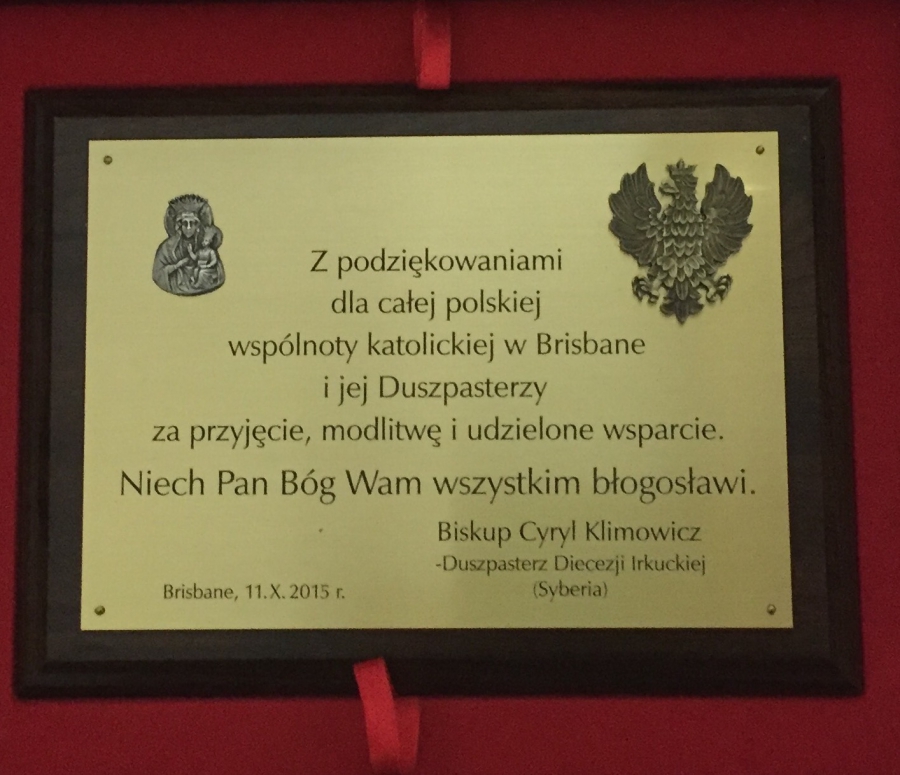 Z podziękowaniami
dla całej polskiej
wspólnoty katolickiej w Brisbane
i jej Duszpasterzy
za przyjęcie, modlitwę i udzielone wsparcie.
Niech Pan Bóg Wam wszystkim błogosławi.
Biskup Cyryl Klimowicz
-Duszpasterz Diecezji Irkuckiej
(Syberia)
Brisbane, 11.X. 2015 r.